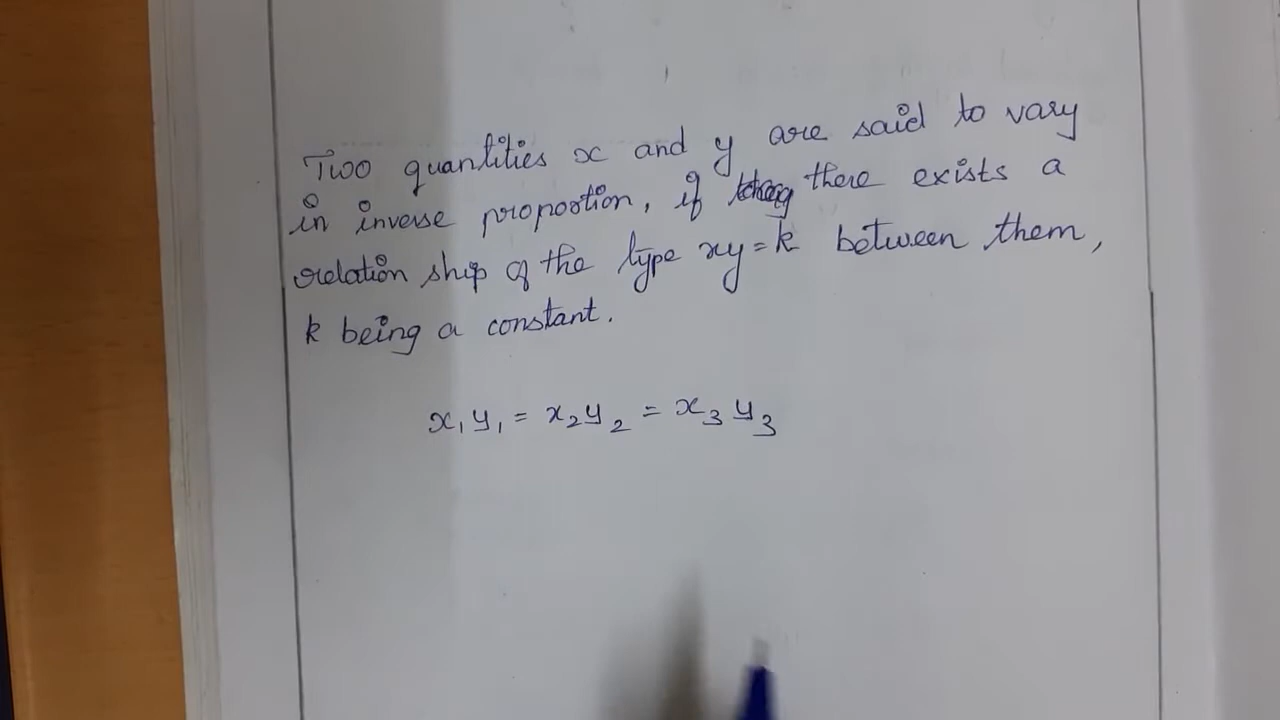 Two quantities x and y are said to vary
in inverse proportion, if there exists a
relation ship of the type xy=k between them,
k being a constant.
x₁y₁ = x₂y₂ = x₃y₃